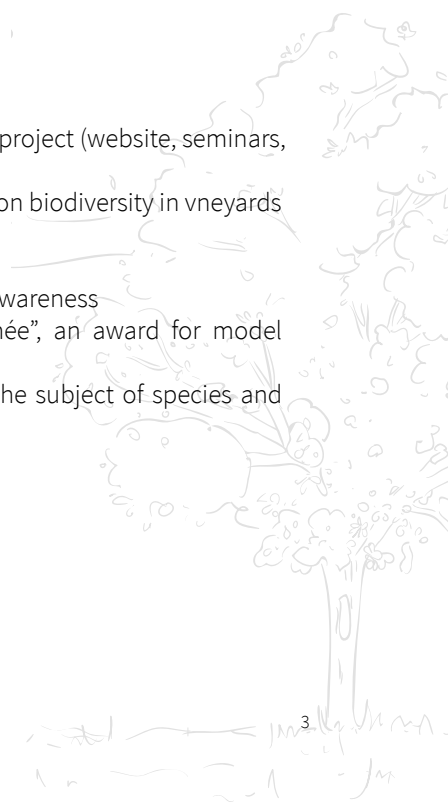 project (website, seminars,
on biodiversity in vneyards
wareness
née”, an award for model
he subject of species and
3